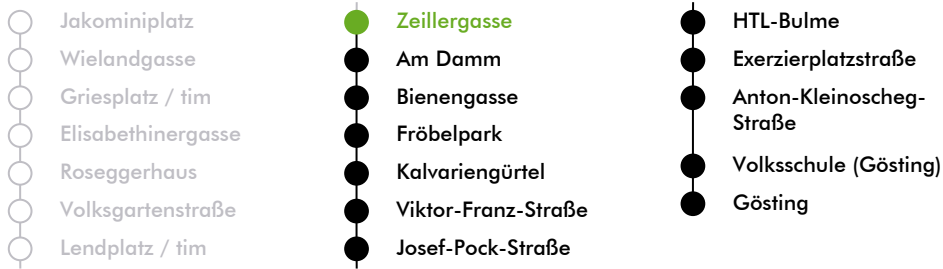 Jakominiplatz
Wielandgasse
Griesplatz / tim
Elisabethinergasse
Roseggerhaus
Volksgartenstraße
Lendplatz / tim
Zeillergasse
Am Damm
Bienengasse
Fröbelpark
Kalvariengürtel
Viktor-Franz-Straße
Josef-Pock-Straße
HTL-Bulme
Exerzierplatzstraße
Anton-Kleinoscheg-
Straße
Volksschule (Gösting)
Gösting